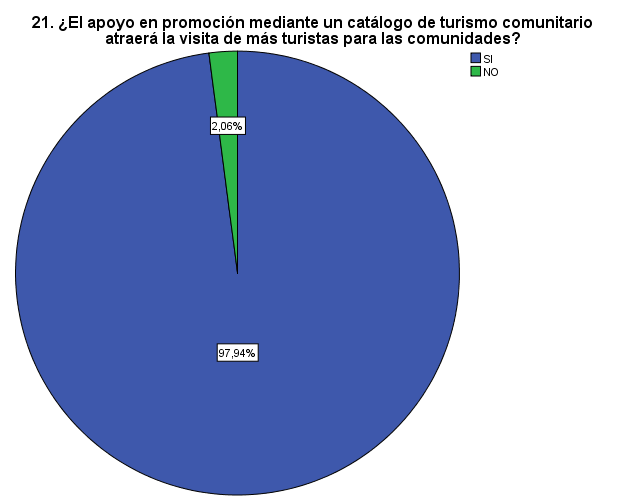 21. ¿El apoyo en promoción mediante un catálogo de turismo comunitario
atraerá la visita de más turistas para las comunidades?
SI
NO
2,06%
97,94%